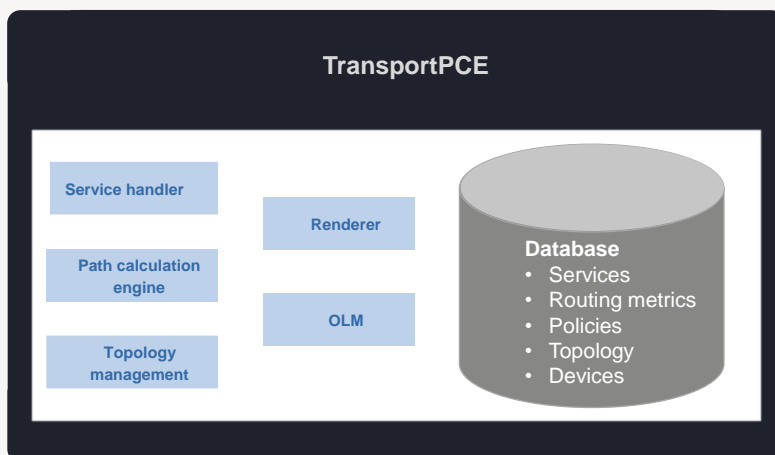 TransportPCE
Service handler
Path calculation
engine
Topology
management
Renderer
OLM
Database
• Services
• Routing metrics
• Policies
• Topology
• Devices